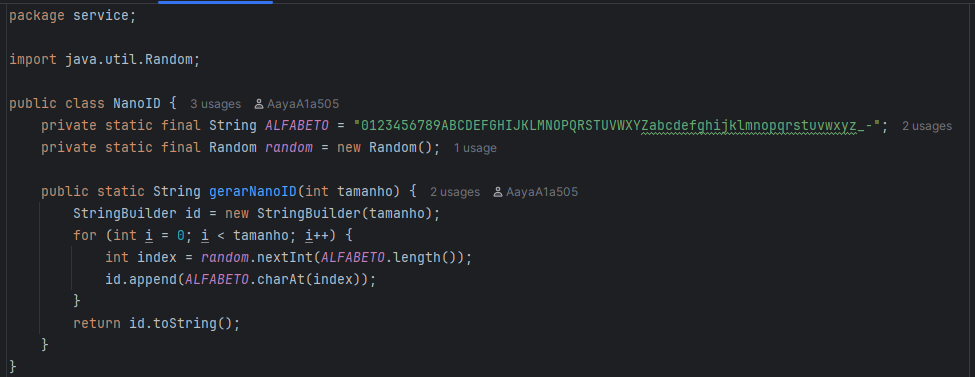 package service;
import java.util.Random;
public class NanoID { 3 usages AayaA1a505
private static final String ALFABETO = "0123456789ABCDEFGHIJKLMNOPQRSTUVWXYZabcdefghijklmnopqrstuvwxyz_-"; 2 usages
private static final Random random = new Random(); 1 usage
public static String gerarNanoID(int tamanho) { 2 usages AayaA1a505
StringBuilder id = new StringBuilder(tamanho);
for (int i = 0; i < tamanho; i++) {
int index = random.nextInt(ALFABETO.length());
id.append(ALFABETO.charAt(index));
}
return id.toString();
}
}